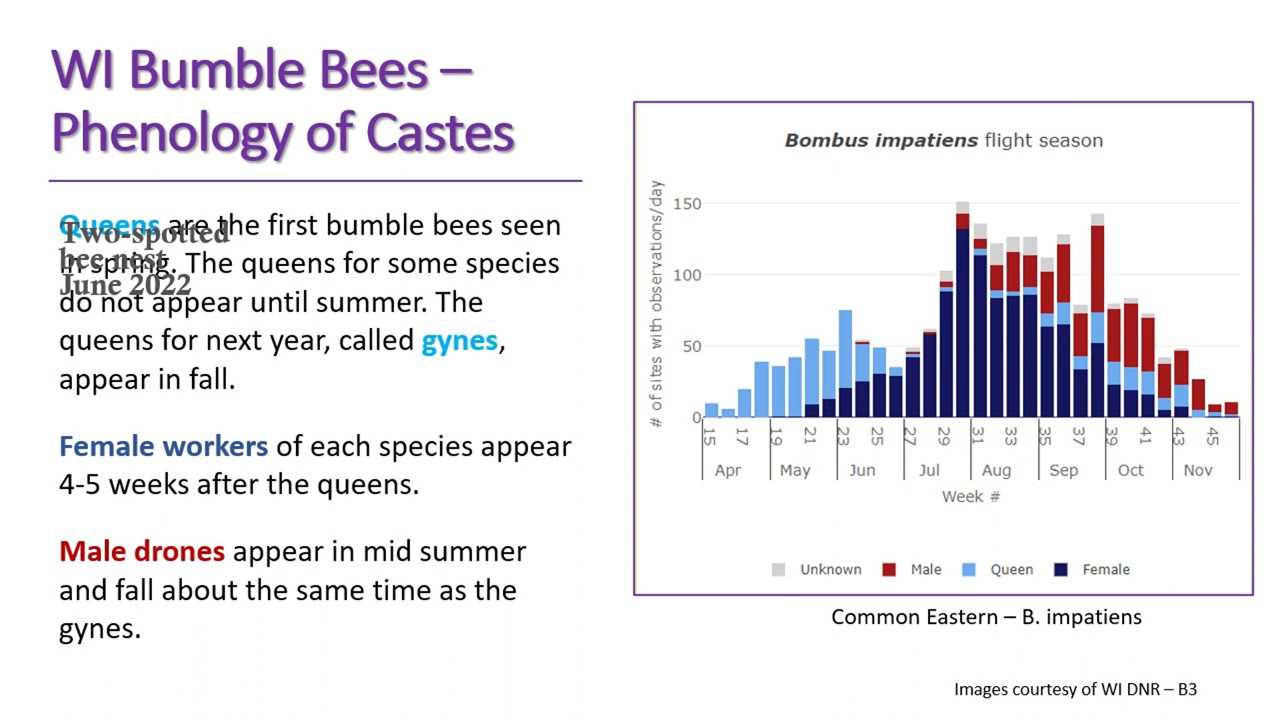 WI Bumble Bees –
Phenology of Castes
Queens are the first bumble bees seen
in spring. The queens for some species
do not appear until summer. The
queens for next year, called gynes,
appear in fall.
Two-spotted
bee nest
June 2022
Female workers of each species appear
4-5 weeks after the queens.
Male drones appear in mid summer
and fall about the same time as the
gynes.
Bombus impatiens flight season
# of sites with observations/day
150
100
50
0
15 17 19 21 23 25 27 29 31 33 35 37 39 41 43 45
Apr May Jun Jul Aug Sep Oct Nov
Week #
Unknown Male Queen Female
Common Eastern – B. impatiens
Images courtesy of WI DNR – B3